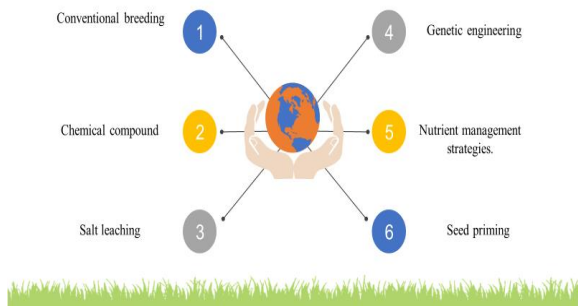 Conventional breeding
1
4
Genetic engineering
Chemical compound
2
5
Nutrient management
strategies.
Salt leaching
3
6
Seed priming